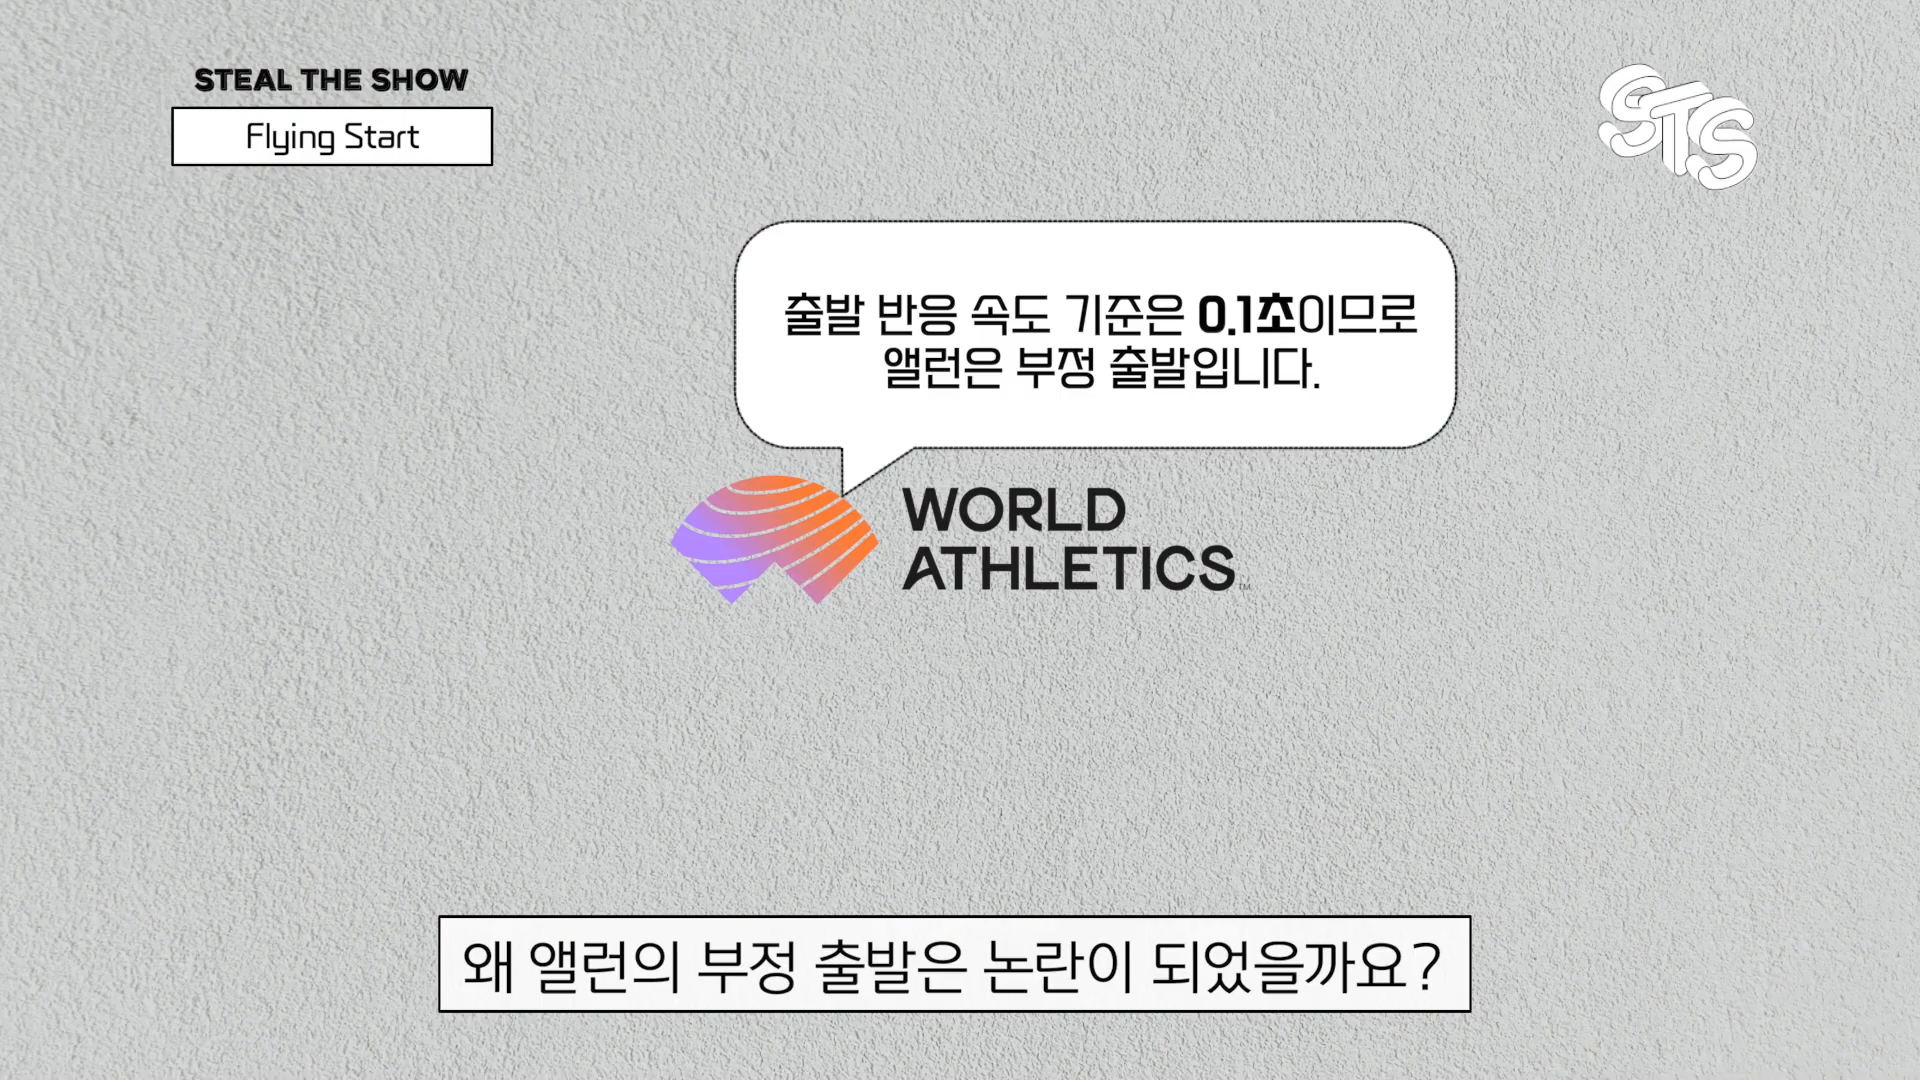 STEAL THE SHOW
Flying Start
STS
출발 반응 속도 기준은 0.1초이므로
앨런은 부정 출발입니다.
WORLD
ATHLETICS™
왜 앨런의 부정 출발은 논란이 되었을까요?